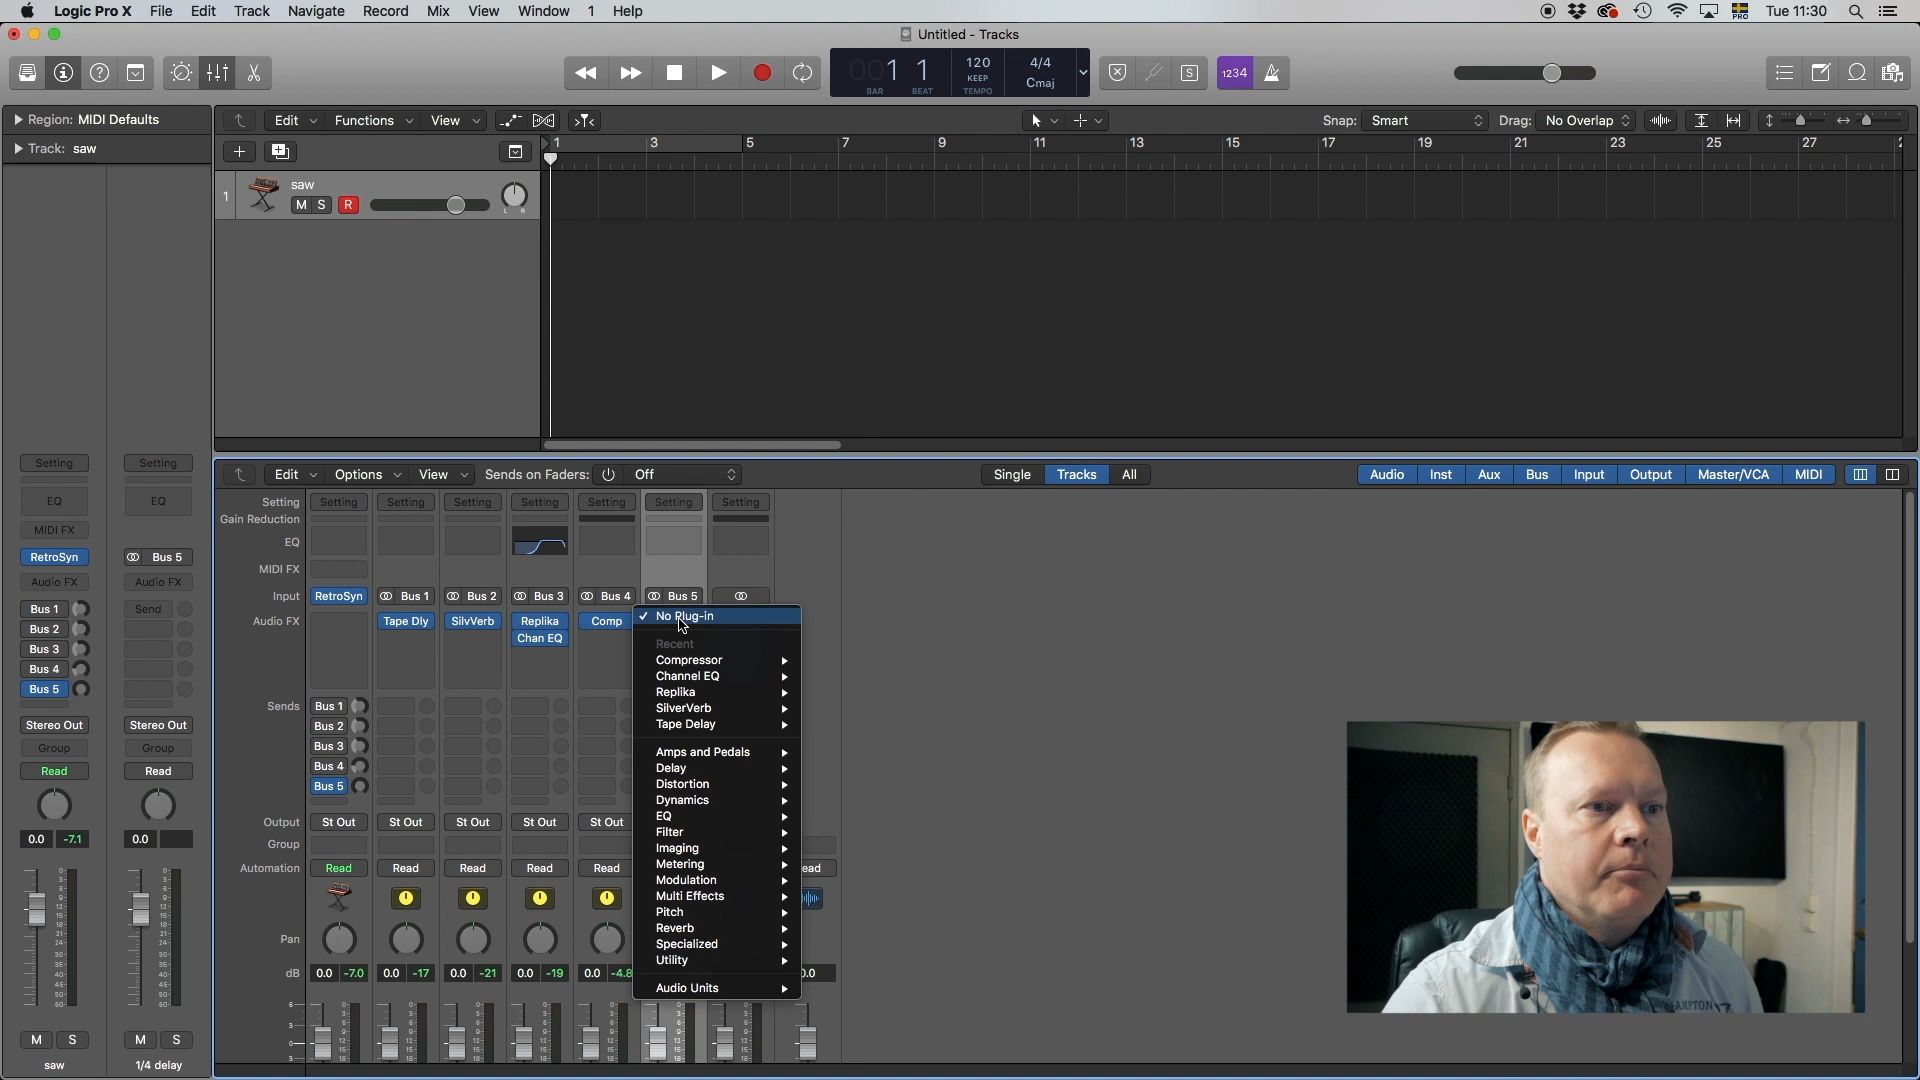 Logic Pro X File Edit Track Navigate Record Mix View Window 1 Help
PRO Tue 11:30
Untitled - Tracks
001 1 120 4/4
KEEP Cmaj
BAR BEAT TEMPO
S 1234
Region: MIDI Defaults
Edit Functions View
Snap: Smart Drag: No Overlap
Track: saw
1 3 5 7 9 11 13 15 17 19 21 23 25 27
1 saw
M S R
L R
Edit Options View Sends on Faders: Off
Single Tracks All
Audio Inst Aux Bus Input Output Master/VCA MIDI
Setting Setting
EQ EQ
MIDI FX
RetroSyn Bus 5
Audio FX Audio FX
Bus 1 Send
Bus 2
Bus 3
Bus 4
Bus 5
Stereo Out Stereo Out
Group Group
Read Read
0.0 -7.1 0.0
M S M S
saw 1/4 delay
Setting Setting Setting Setting Setting Setting Setting Setting
Gain Reduction
EQ
MIDI FX
Input RetroSyn Bus 1 Bus 2 Bus 3 Bus 4 Bus 5
Audio FX Tape Dly SilvVerb Replika Comp
Chan EQ
Sends Bus 1
Bus 2
Bus 3
Bus 4
Bus 5
Output St Out St Out St Out St Out St Out
Group
Automation Read Read Read Read Read ead
Pan
dB 0.0 -7.0 0.0 -17 0.0 -21 0.0 -19 0.0 -4.8 0.0
✓ No Plug-in
Recent
Compressor
Channel EQ
Replika
SilverVerb
Tape Delay
Amps and Pedals
Delay
Distortion
Dynamics
EQ
Filter
Imaging
Metering
Modulation
Multi Effects
Pitch
Reverb
Specialized
Utility
Audio Units